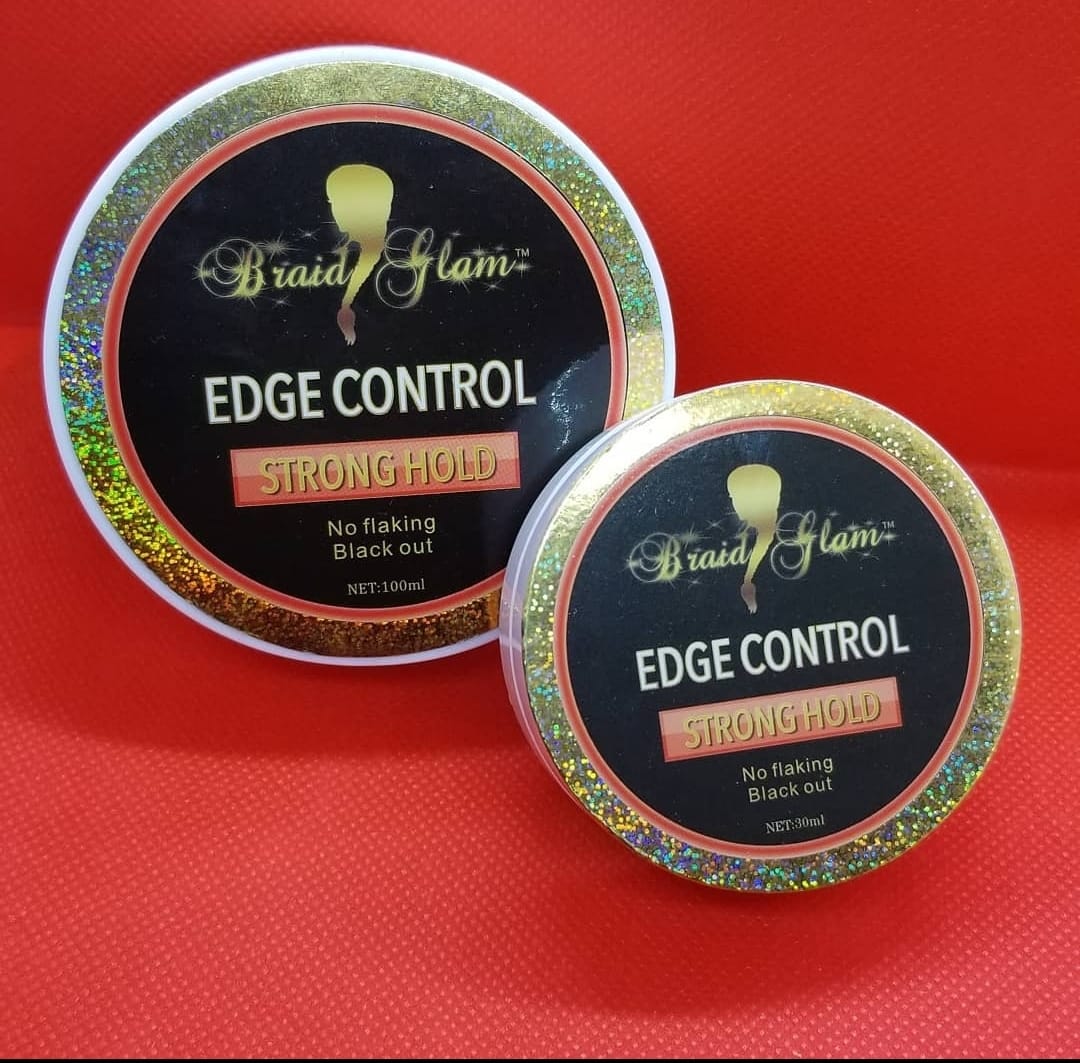 Braid Glam™
EDGE CONTROL
STRONG HOLD
No flaking
Black out
NET:100ml
Braid Glam™
EDGE CONTROL
STRONG HOLD
No flaking
Black out
NET:30ml